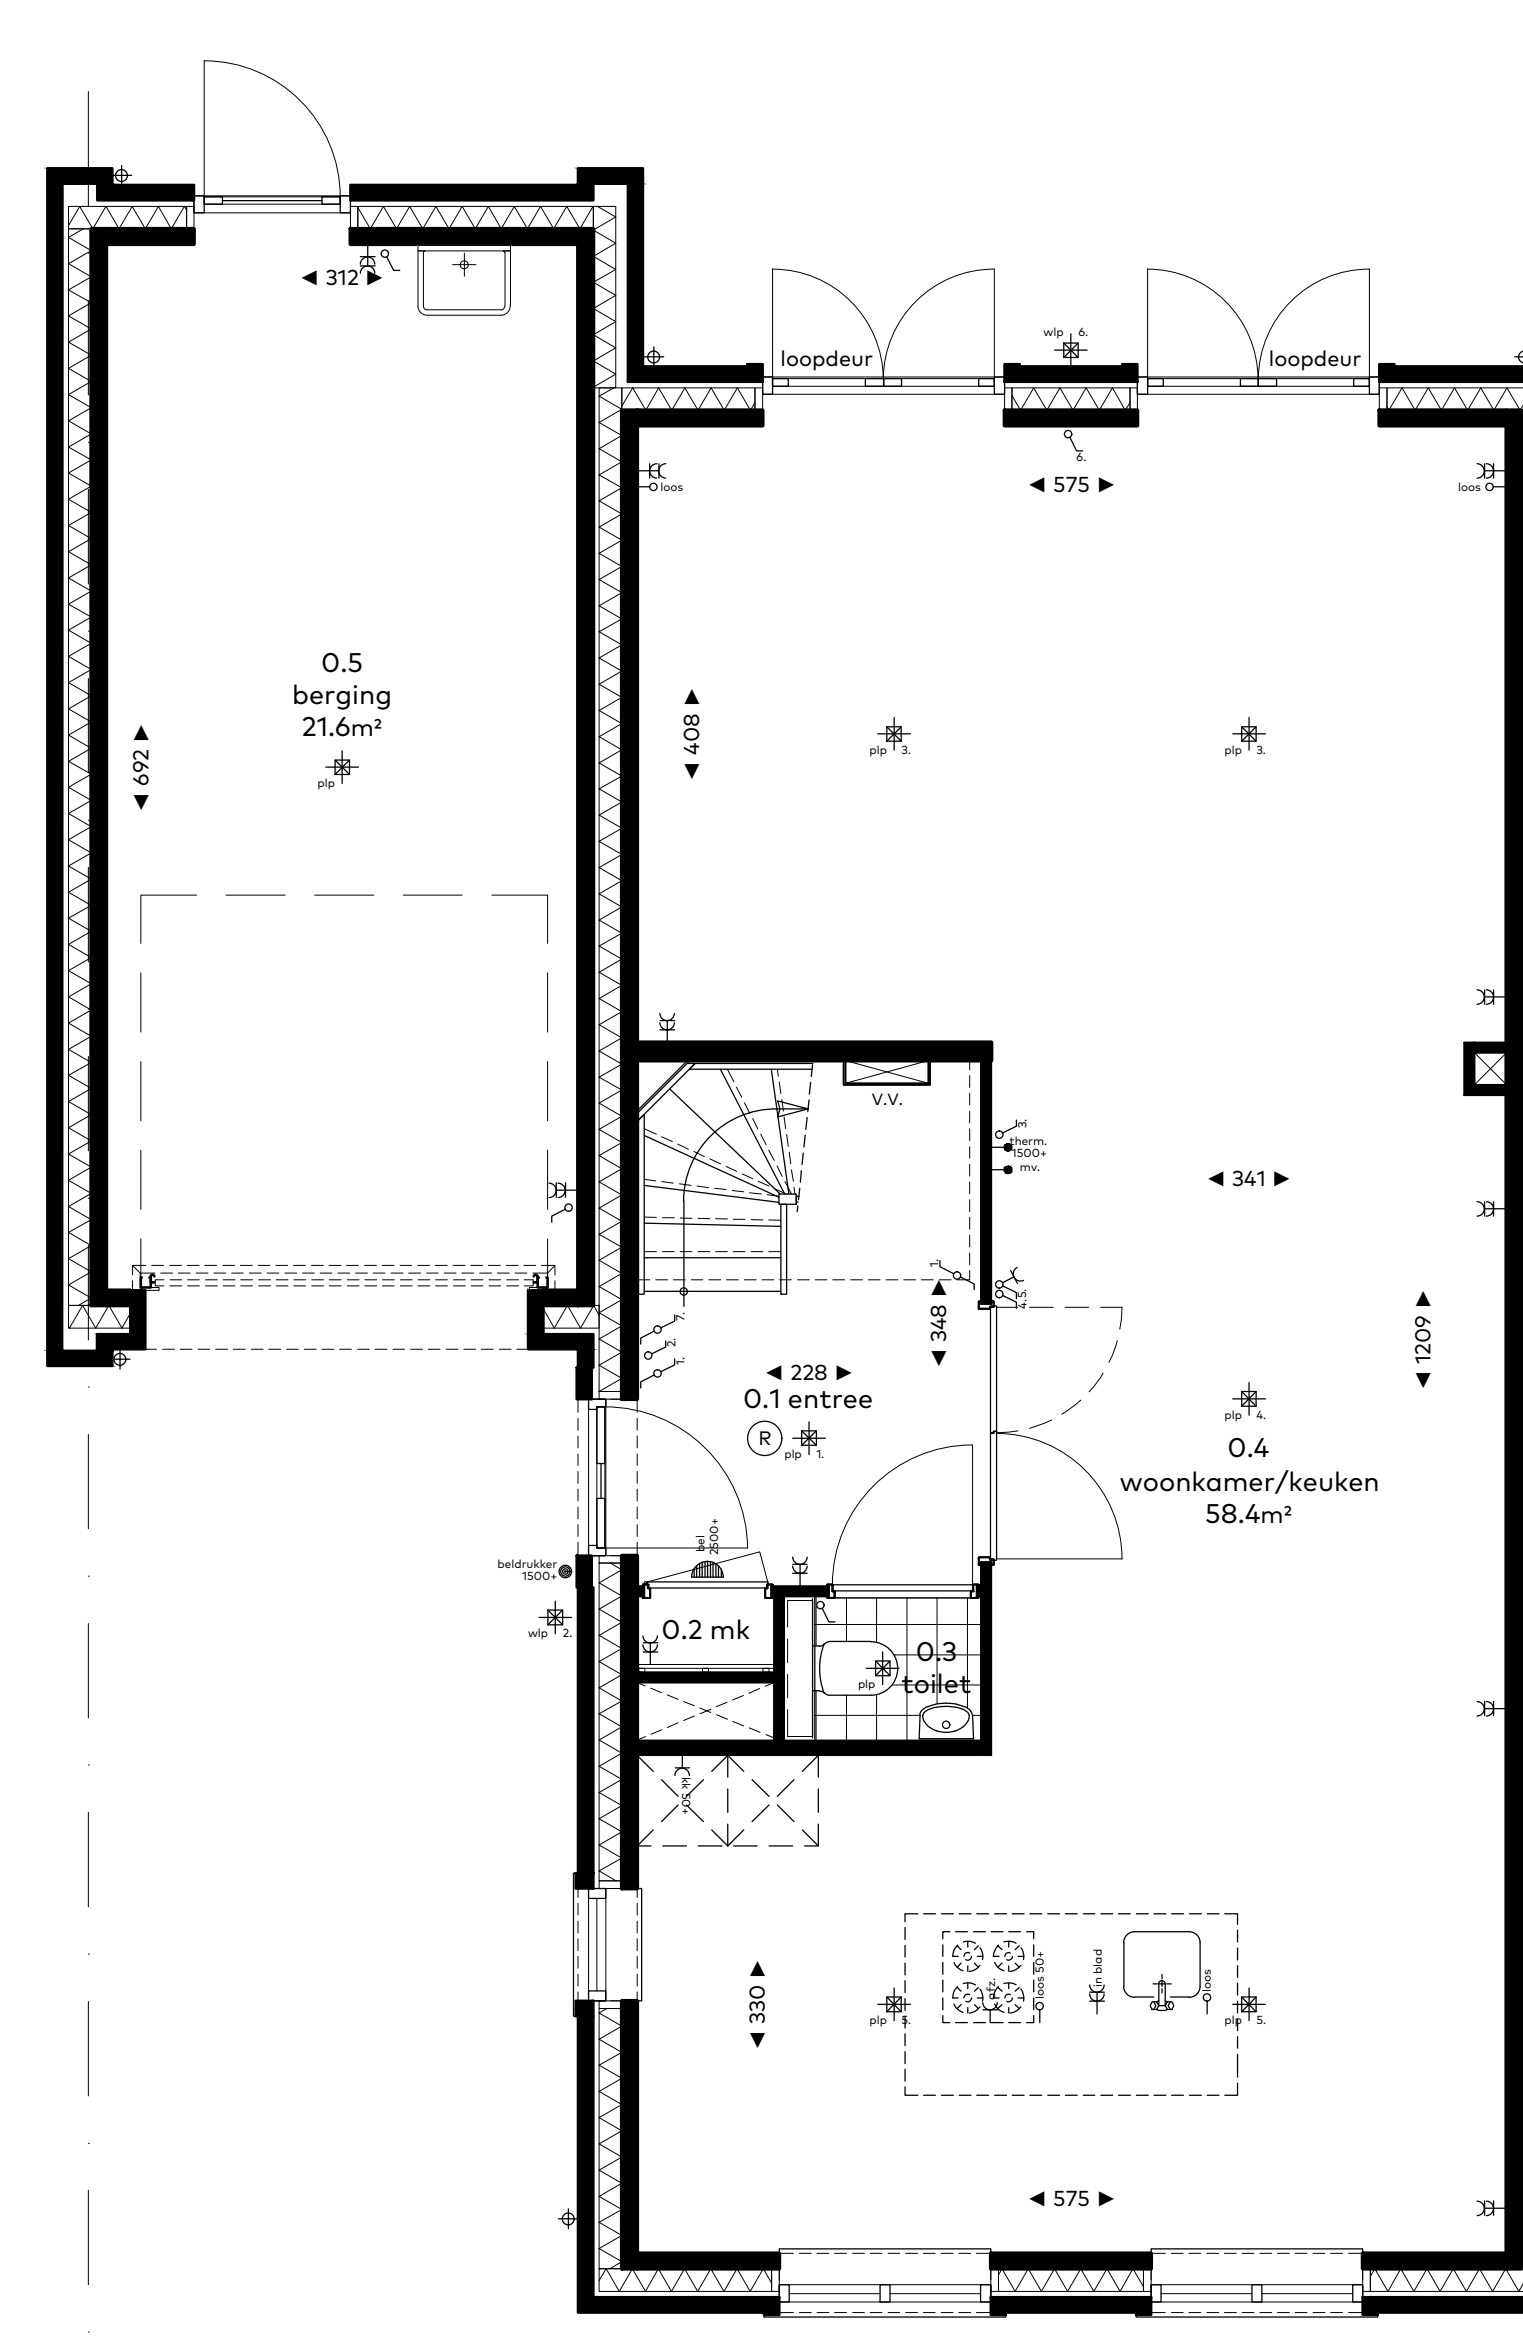 312
wlp 6.
loopdeur
loopdeur
6.
loos
575
loos
0.5
berging
21.6m²
plp
692
408
plp 3.
plp 3.
V.V.
3.
therm.
1500+
mv.
341
1.
4.5.
7.
2.
1.
348
1209
228
0.1 entree
R
plp 1.
plp 4.
0.4
woonkamer/keuken
58.4m²
bel
2500+
beldrukker
1500+
wlp 2.
0.2 mk
0.3
toilet
plp
kk 50+
330
plp 5.
afz.
loos 50+
in blad
loos
plp 5.
575